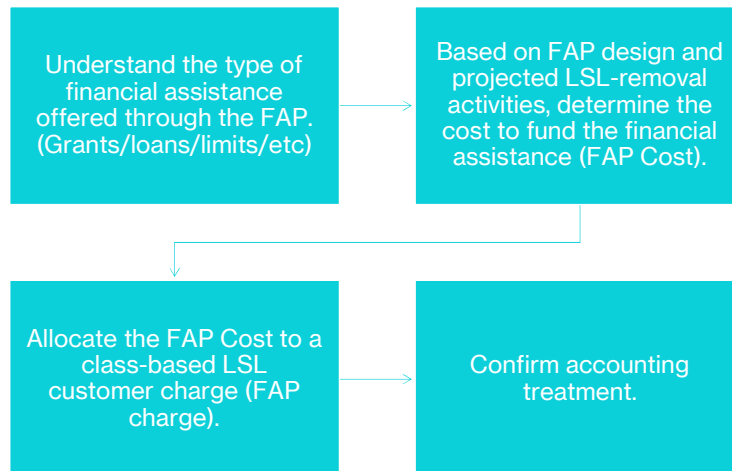 Understand the type of
financial assistance
offered through the FAP.
(Grants/loans/limits/etc)
Based on FAP design and
projected LSL-removal
activities, determine the
cost to fund the financial
assistance (FAP Cost).
Allocate the FAP Cost to a
class-based LSL
customer charge (FAP
charge).
Confirm accounting
treatment.